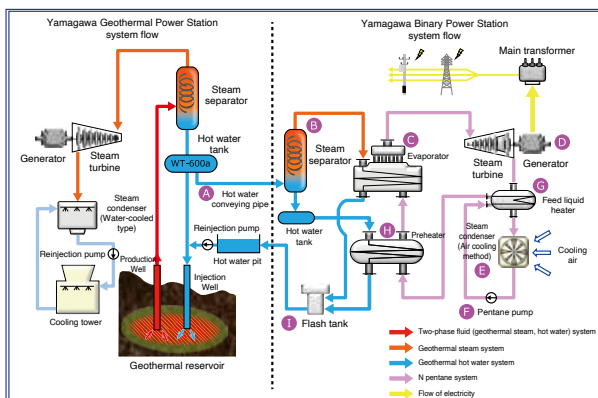 Yamagawa Geothermal Power Station
system flow
Steam
separator
Hot water
tank
WT-600a
Generator
Steam
turbine
Steam
condenser
(Water-cooled
type)
A
Hot water
conveying pipe
Reinjection pump
Reinjection pump
Production
Well
Hot water pit
Injection
Well
Cooling tower
Geothermal reservoir
Yamagawa Binary Power Station
system flow
Main transformer
B
Steam
separator
C
Evaporator
Steam
turbine
D
Generator
G
Feed liquid
heater
Hot water
tank
H
Preheater
Steam
condenser
(Air cooling
method)
E
Cooling
air
F
Pentane pump
I
Flash tank
Two-phase fluid (geothermal steam, hot water) system
Geothermal steam system
Geothermal hot water system
N pentane system
Flow of electricity